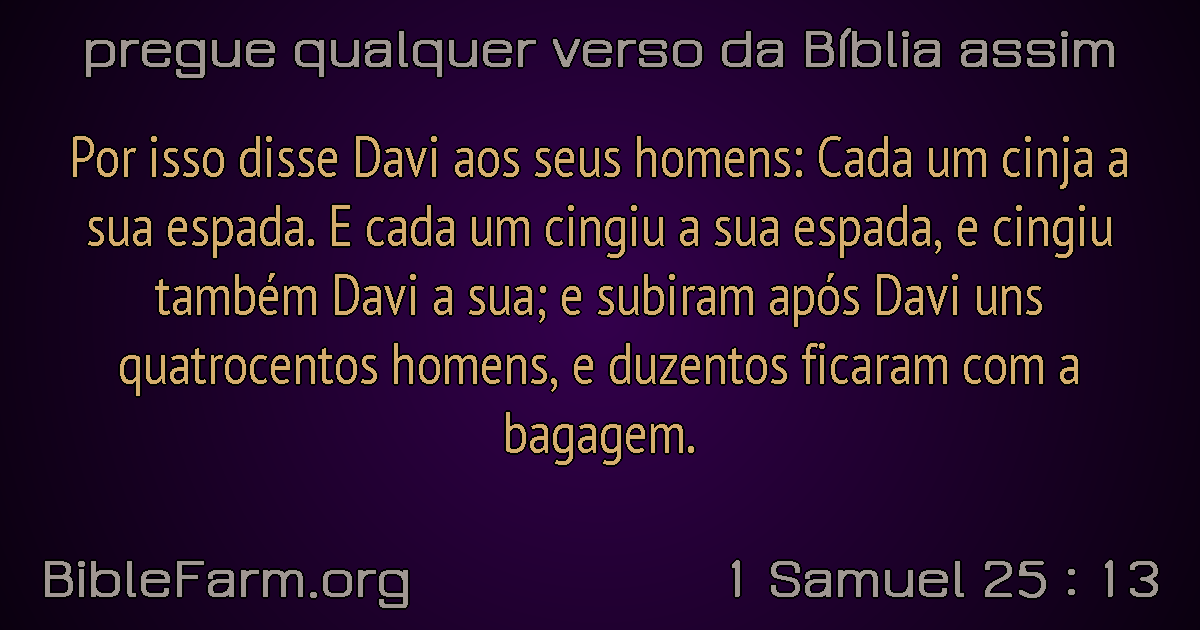 pregue qualquer verso da Bíblia assim
Por isso disse Davi aos seus homens: Cada um cinja a
sua espada. E cada um cingiu a sua espada, e cingiu
também Davi a sua; e subiram após Davi uns
quatrocentos homens, e duzentos ficaram com a
bagagem.
BibleFarm.org
1 Samuel 25 : 13